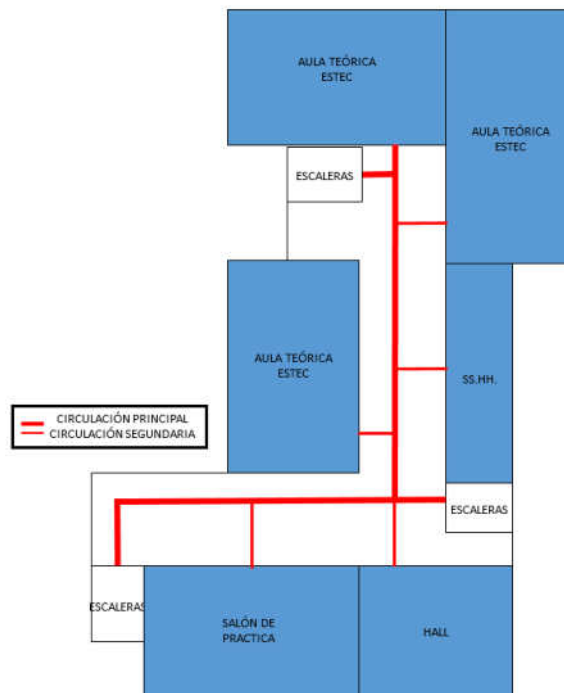 AULA TEÓRICA
ESTEC
AULA TEÓRICA
ESTEC
ESCALERAS
AULA TEÓRICA
ESTEC
SS.HH.
CIRCULACIÓN PRINCIPAL
CIRCULACIÓN SEGUNDARIA
ESCALERAS
ESCALERAS
SALÓN DE
PRACTICA
HALL